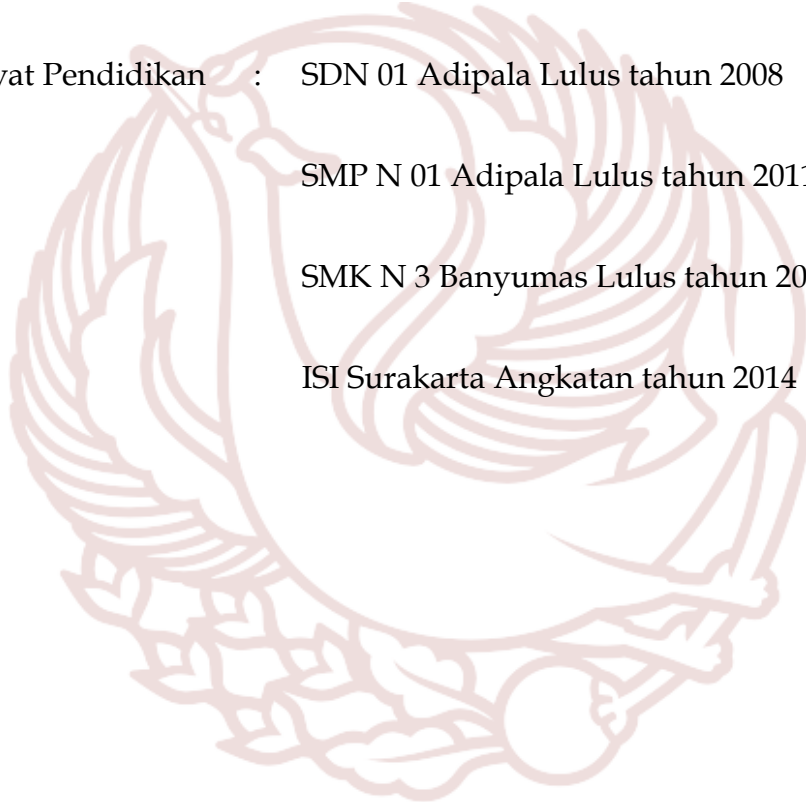 Pendidikan : SDN 01 Adipala Lulus tahun 2008
SMP N 01 Adipala Lulus tahun 2011
SMK N 3 Banyumas Lulus tahun
ISI Surakarta Angkatan tahun 2014